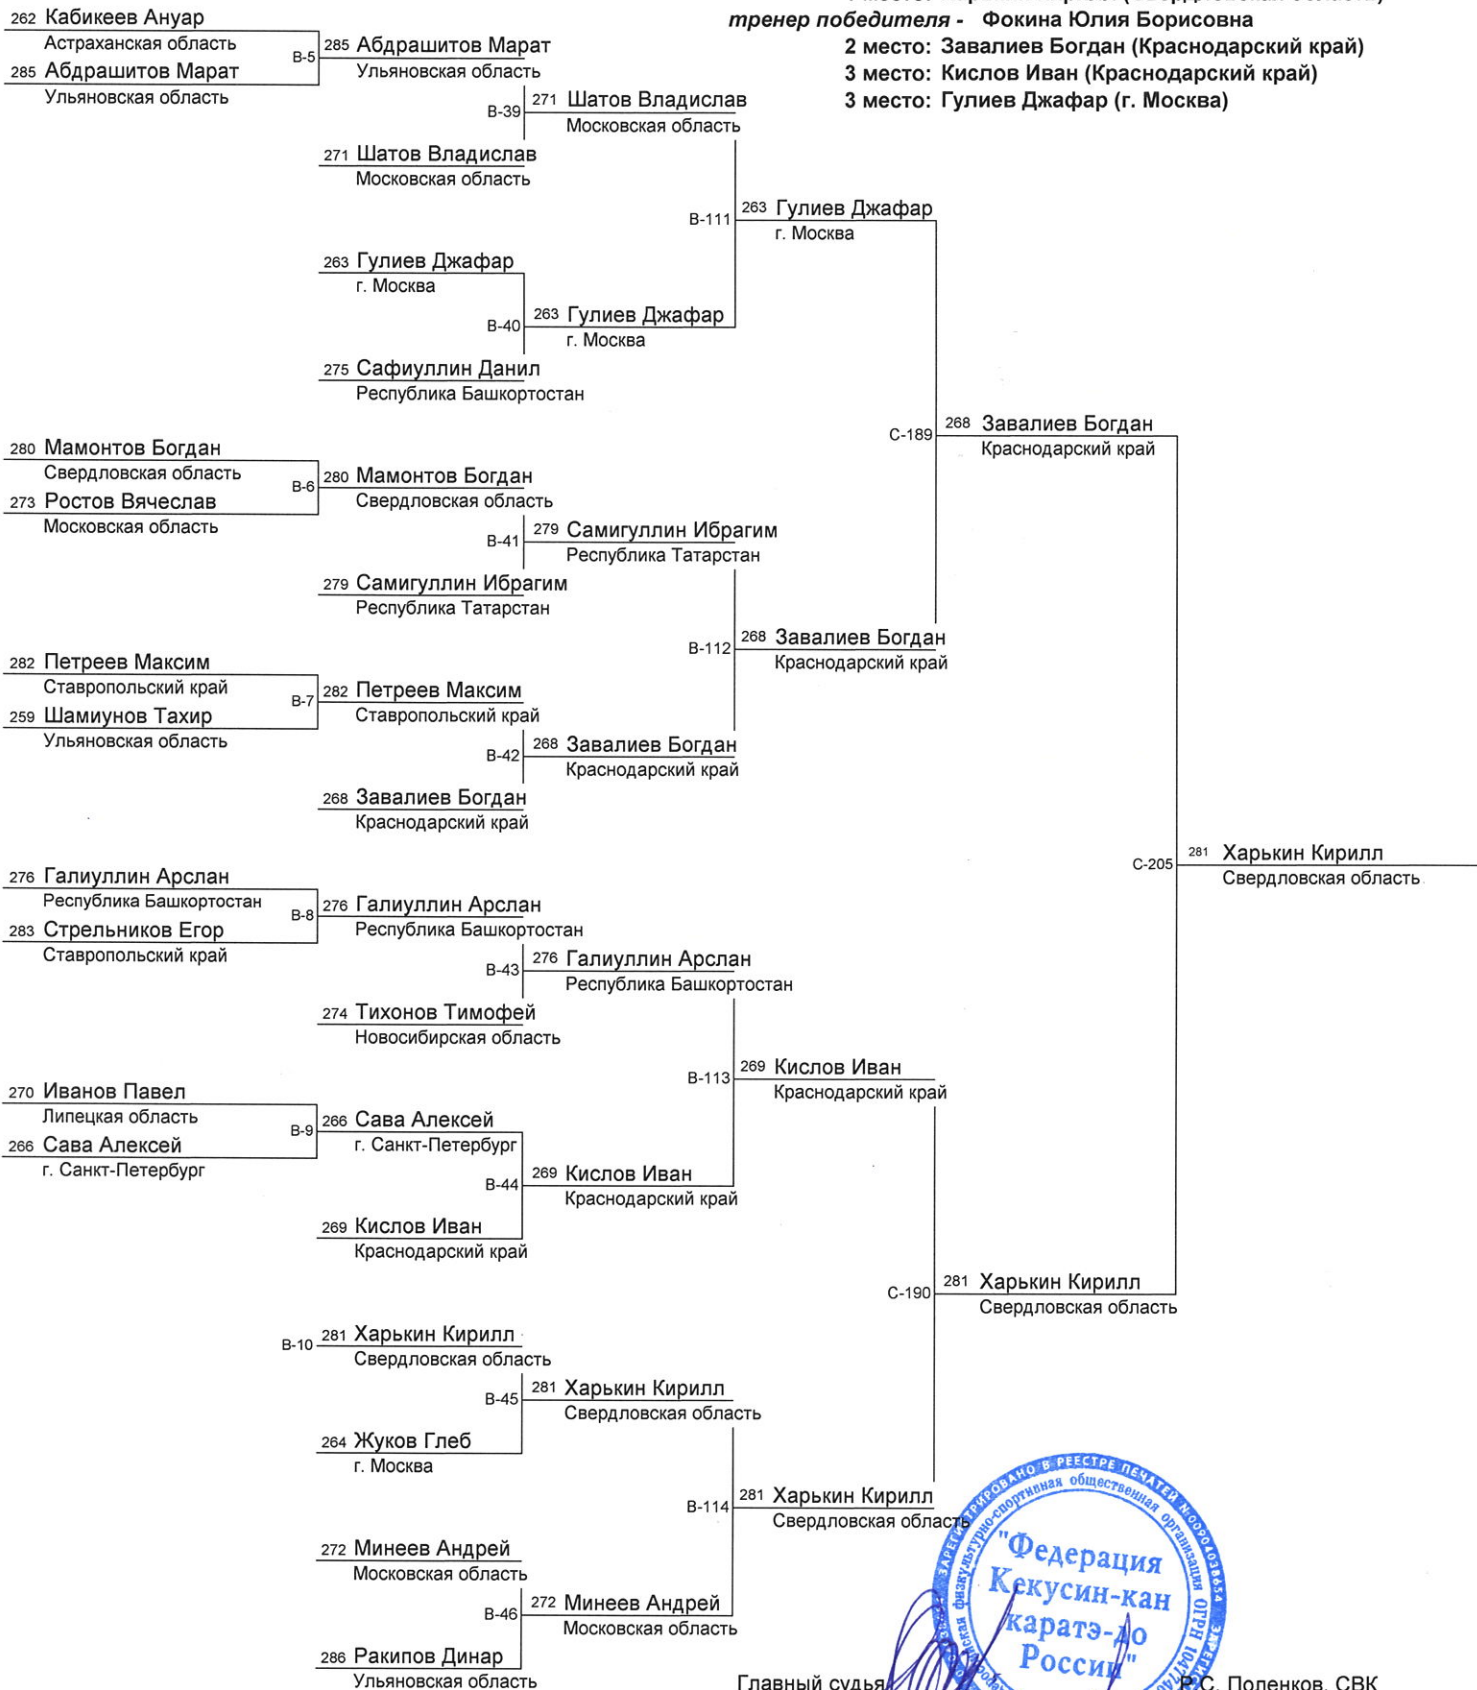 тренер победителя - Фокина Юлия Борисовна
2 место: Завалиев Богдан (Краснодарский край)
3 место: Кислов Иван (Краснодарский край)
3 место: Гулиев Джафар (г. Москва)
262 Кабикеев Ануар
Астраханская область
B-5
285 Абдрашитов Марат
Ульяновская область
285 Абдрашитов Марат
Ульяновская область
B-39
271 Шатов Владислав
Московская область
271 Шатов Владислав
Московская область
B-111
263 Гулиев Джафар
г. Москва
263 Гулиев Джафар
г. Москва
B-40
263 Гулиев Джафар
г. Москва
275 Сафиуллин Данил
Республика Башкортостан
C-189
268 Завалиев Богдан
Краснодарский край
280 Мамонтов Богдан
Свердловская область
B-6
280 Мамонтов Богдан
Свердловская область
273 Ростов Вячеслав
Московская область
B-41
279 Самигуллин Ибрагим
Республика Татарстан
279 Самигуллин Ибрагим
Республика Татарстан
B-112
268 Завалиев Богдан
Краснодарский край
282 Петреев Максим
Ставропольский край
B-7
282 Петреев Максим
Ставропольский край
259 Шамиунов Тахир
Ульяновская область
B-42
268 Завалиев Богдан
Краснодарский край
268 Завалиев Богдан
Краснодарский край
C-205
281 Харькин Кирилл
Свердловская область
276 Галиуллин Арслан
Республика Башкортостан
B-8
276 Галиуллин Арслан
Республика Башкортостан
283 Стрельников Егор
Ставропольский край
B-43
276 Галиуллин Арслан
Республика Башкортостан
274 Тихонов Тимофей
Новосибирская область
B-113
269 Кислов Иван
Краснодарский край
270 Иванов Павел
Липецкая область
B-9
266 Сава Алексей
г. Санкт-Петербург
266 Сава Алексей
г. Санкт-Петербург
B-44
269 Кислов Иван
Краснодарский край
269 Кислов Иван
Краснодарский край
C-190
281 Харькин Кирилл
Свердловская область
B-10
281 Харькин Кирилл
Свердловская область
B-45
281 Харькин Кирилл
Свердловская область
264 Жуков Глеб
г. Москва
B-114
281 Харькин Кирилл
Свердловская область
272 Минеев Андрей
Московская область
B-46
272 Минеев Андрей
Московская область
286 Ракипов Динар
Ульяновская область
"Федерация
Кекусин-кан
каратэ-до
России"
Главный судья
Р.С. Поленков, СВК